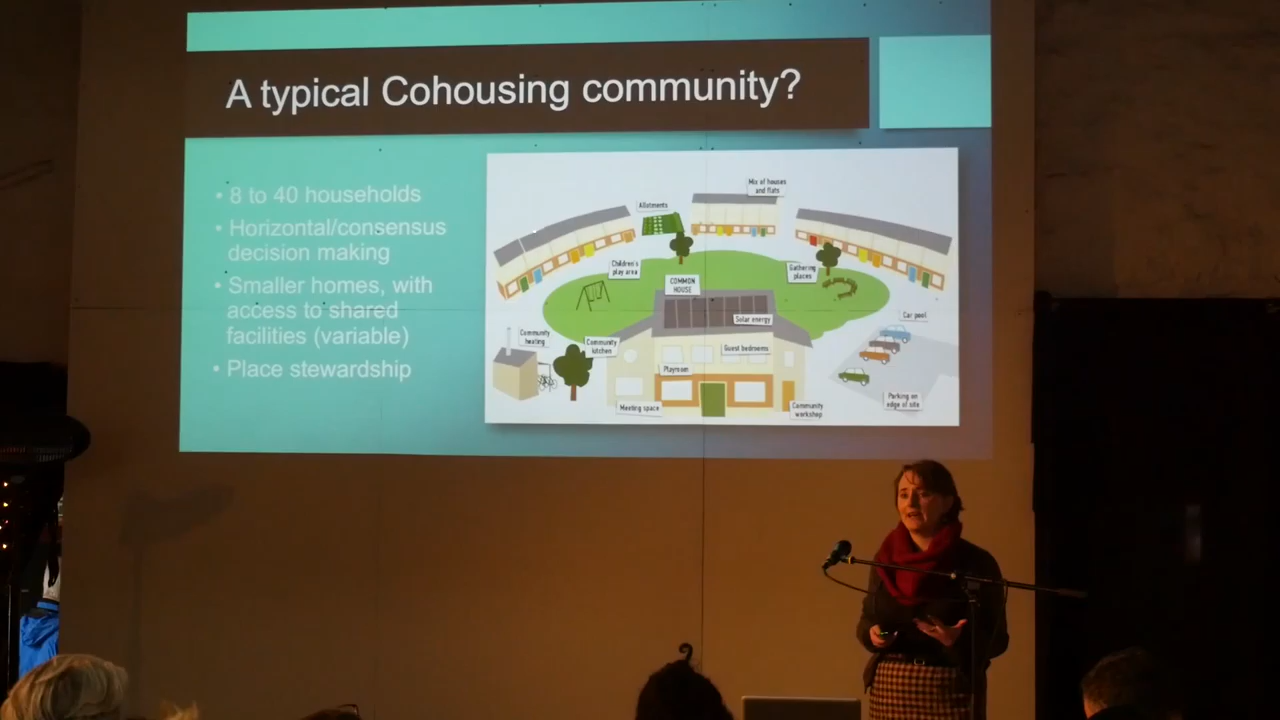 A typical Cohousing community?
• 8 to 40 households
• Horizontal/consensus
decision making
• Smaller homes, with
access to shared
facilities (variable)
• Place stewardship
Mix of houses
and flats
Allotments
Children's
play area
Gathering
places
COMMON
HOUSE
Car pool
Solar energy
Community
heating
Community
kitchen
Guest bedrooms
Playroom
Meeting space
Community
workshop
Parking on
edge of site